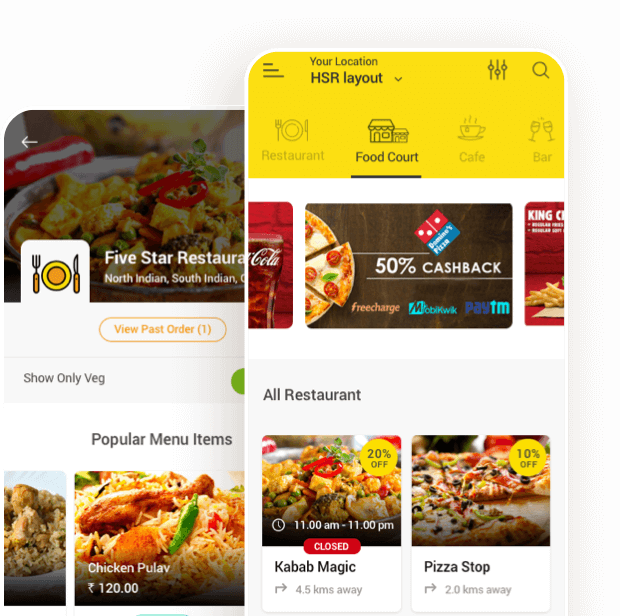 Your Location
HSR layout
Restaurant
Food Court
Cafe
Bar
Five Star Restaura
North Indian, South Indian,
View Past Order (1)
Show Only Veg
Popular Menu Items
Chicken Pulav
₹ 120.00
Cola
Domino's
Pizza
50% CASHBACK
freecharge MobiKwik Paytm
KING
All Restaurant
20%
OFF
11.00 am - 11.00 pm
CLOSED
Kabab Magic
4.5 kms away
10%
OFF
Pizza Stop
2.0 kms away